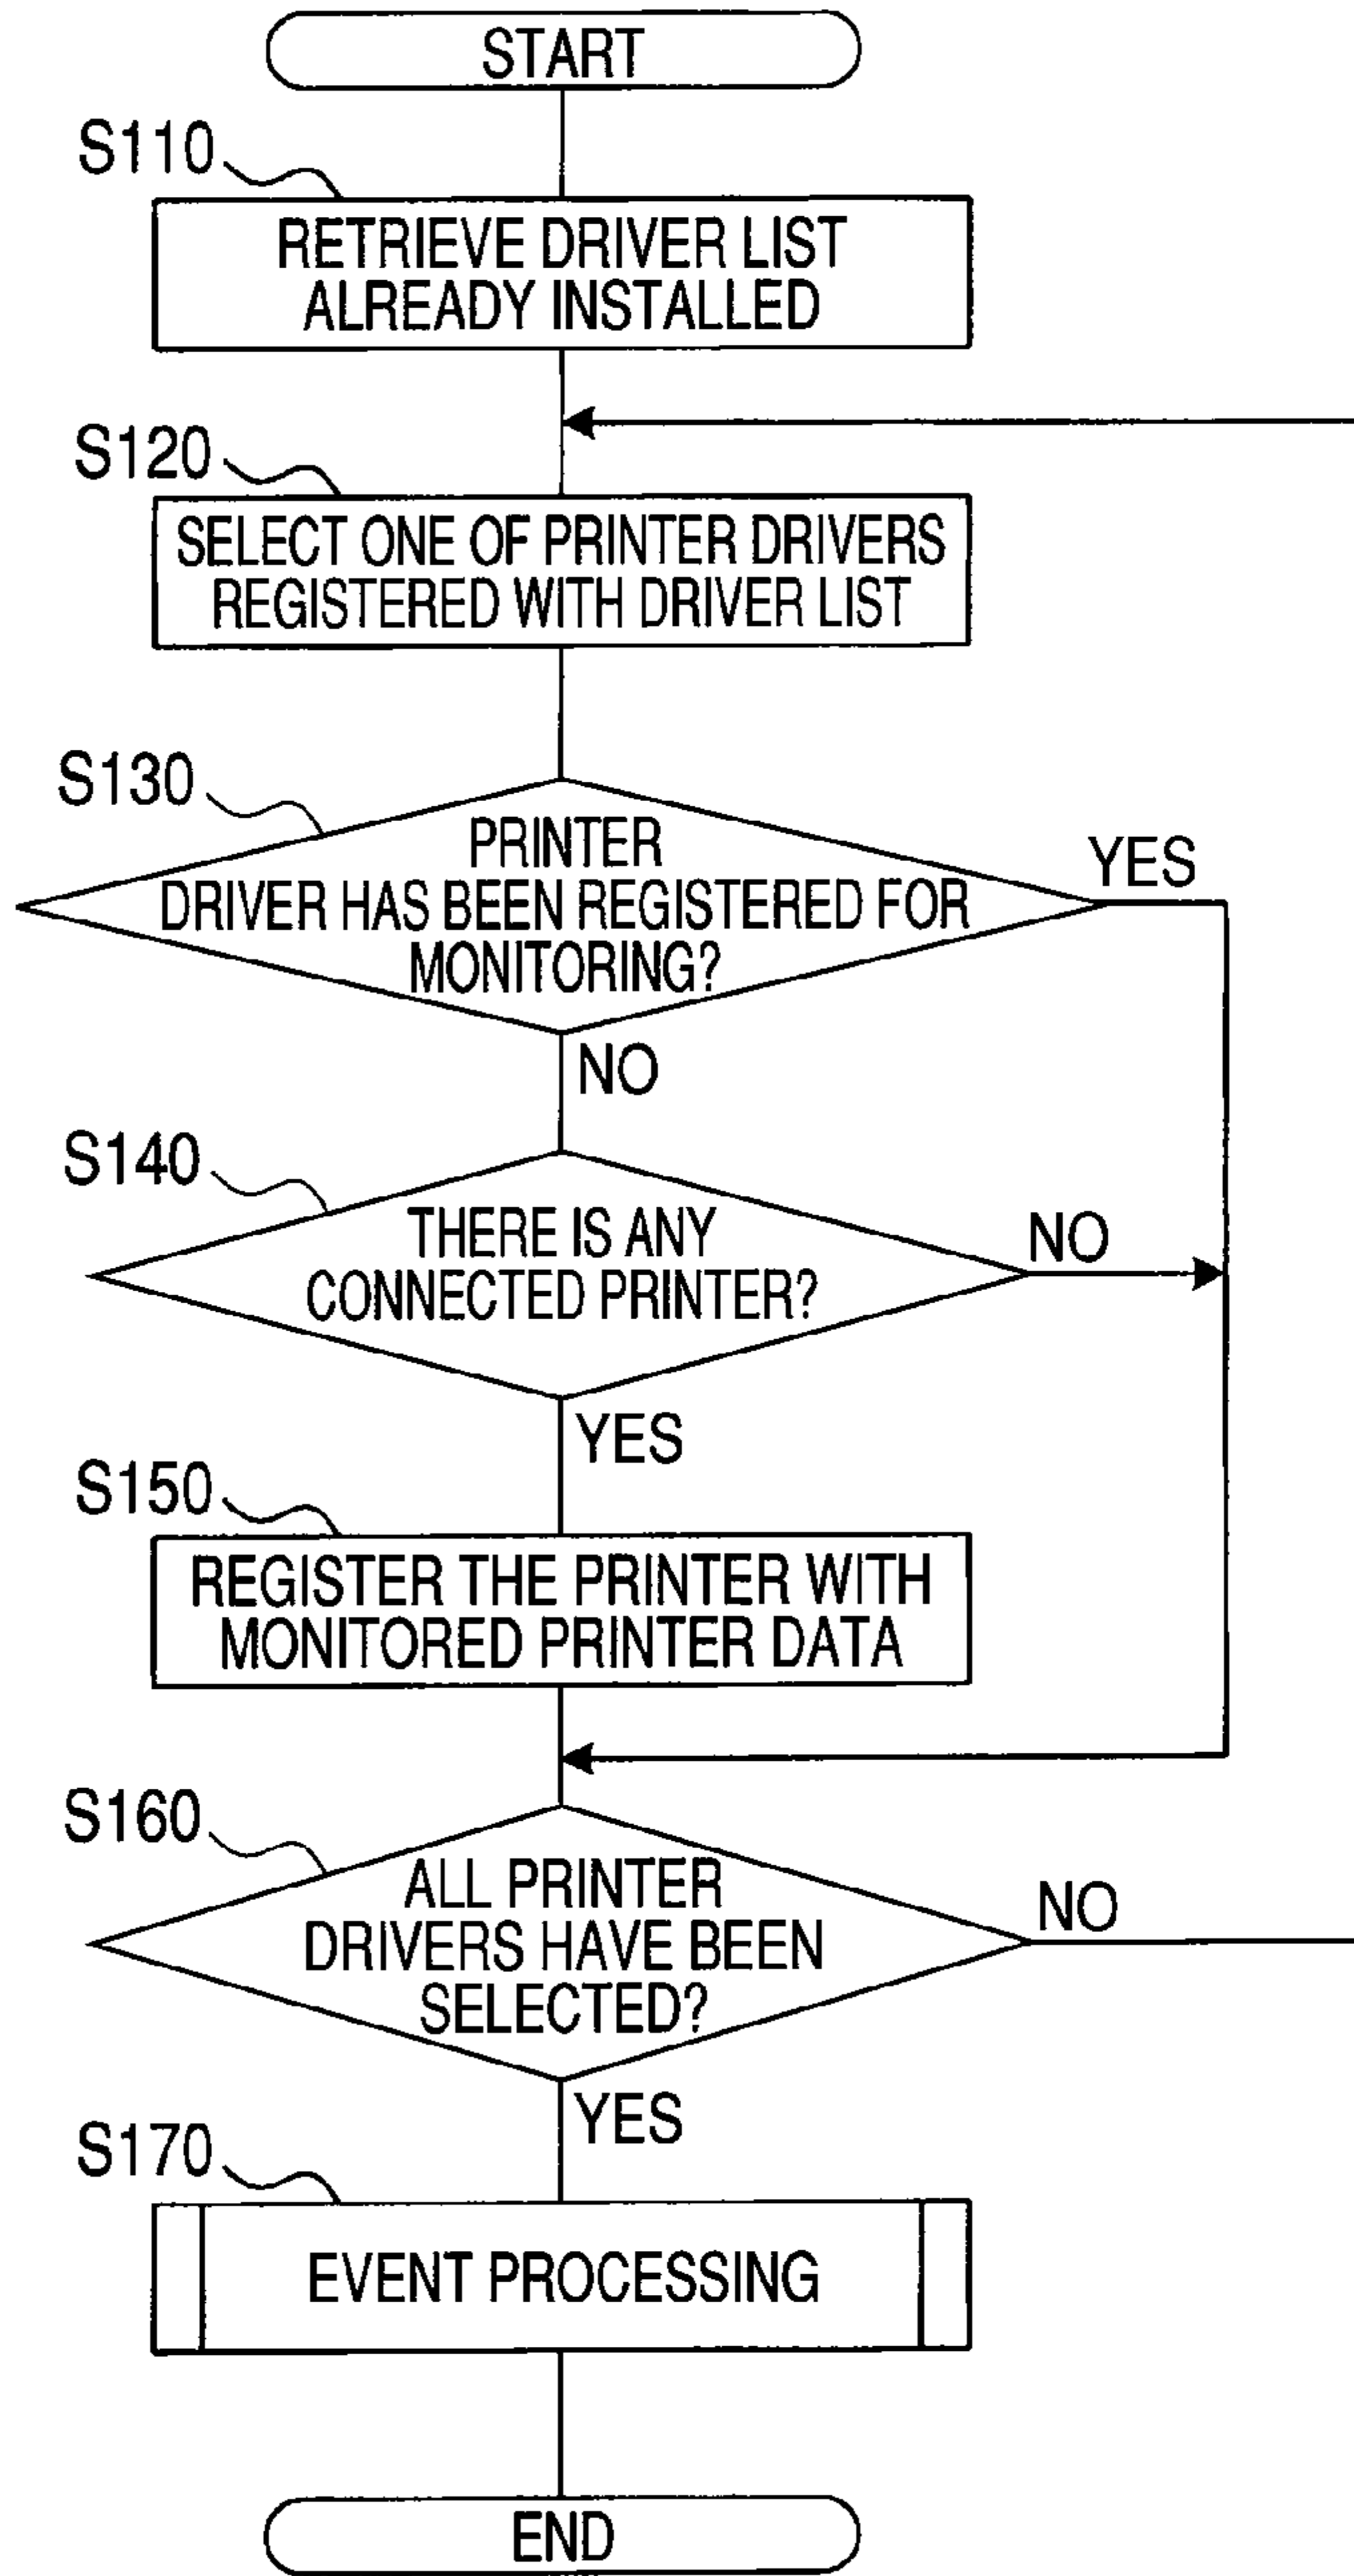 START
S110
RETRIEVE DRIVER LIST
ALREADY INSTALLED
S120
SELECT ONE OF PRINTER DRIVERS
REGISTERED WITH DRIVER LIST
S130
PRINTER
DRIVER HAS BEEN REGISTERED FOR
MONITORING?
YES
NO
S140
THERE IS ANY
CONNECTED PRINTER?
NO
YES
S150
REGISTER THE PRINTER WITH
MONITORED PRINTER DATA
S160
ALL PRINTER
DRIVERS HAVE BEEN
SELECTED?
NO
YES
S170
EVENT PROCESSING
END